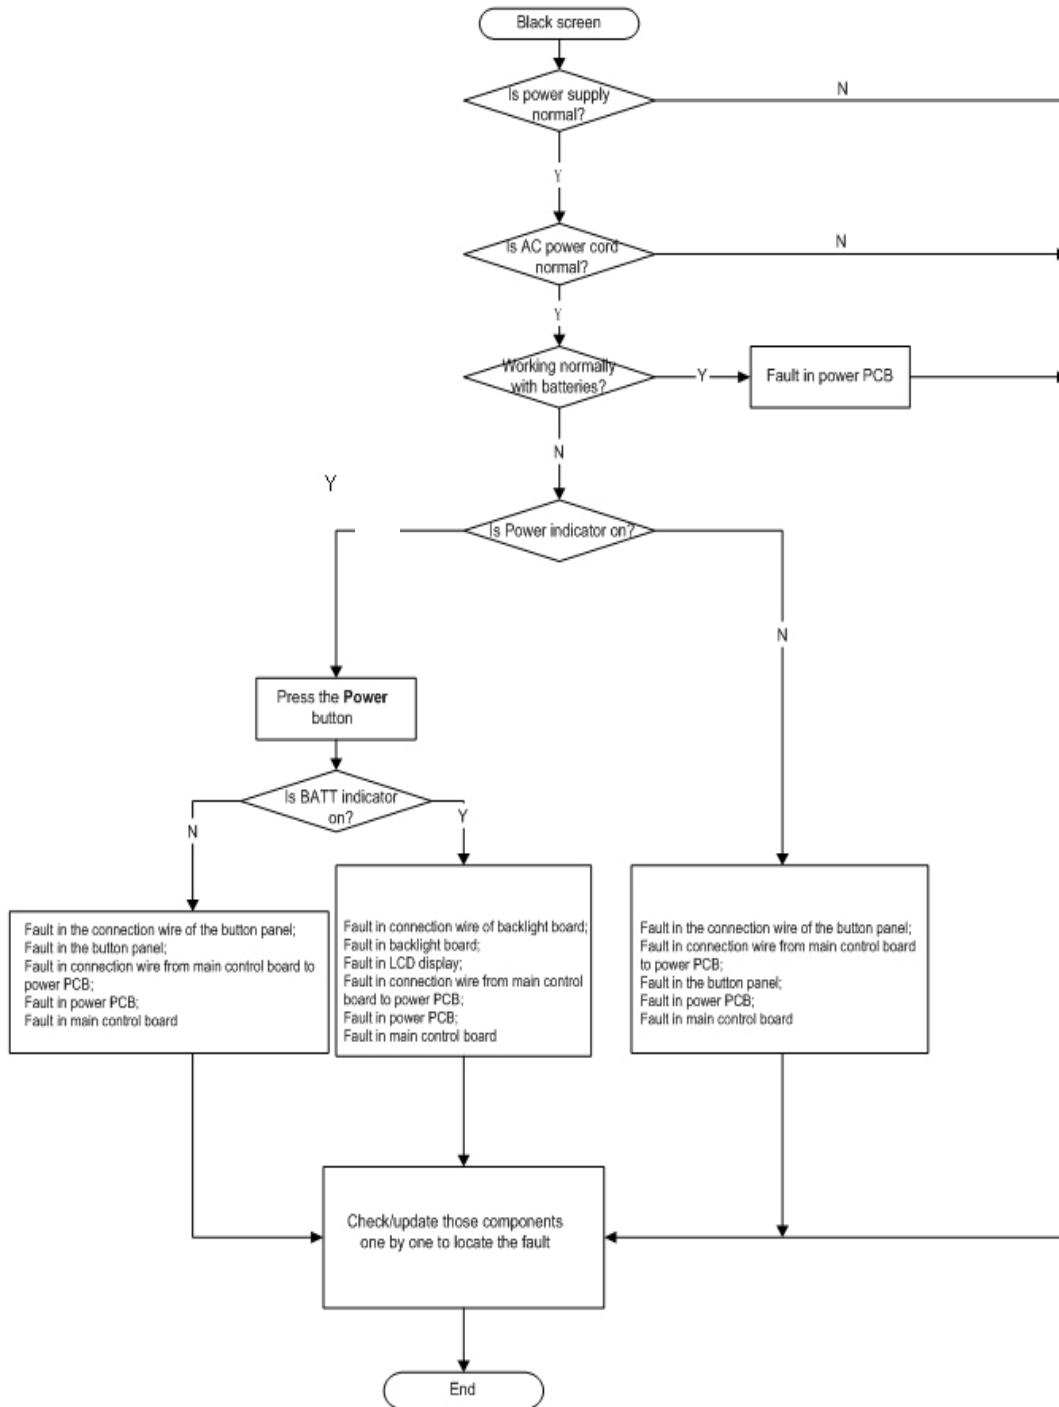 Black screen
Is power supply
normal?
N
Y
Is AC power cord
normal?
N
Y
Working normally
with batteries?
Y
Fault in power PCB
N
Y
Is Power indicator on?
N
Press the Power
button
Is BATT indicator
on?
N
Y
Fault in the connection wire of the button panel;
Fault in the button panel;
Fault in connection wire from main control board to
power PCB;
Fault in power PCB;
Fault in main control board
Fault in connection wire of backlight board;
Fault in backlight board;
Fault in LCD display;
Fault in connection wire from main control
board to power PCB;
Fault in power PCB;
Fault in main control board
Fault in the connection wire of the button panel;
Fault in connection wire from main control board
to power PCB;
Fault in the button panel;
Fault in power PCB;
Fault in main control board
Check/update those components
one by one to locate the fault
End